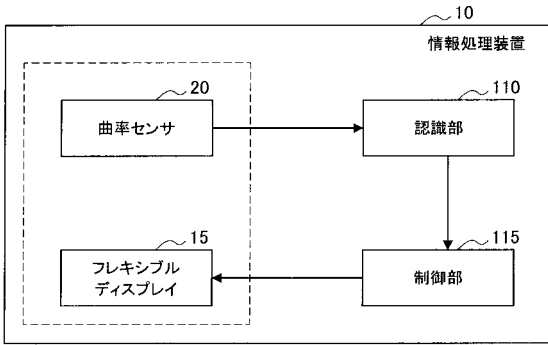 10
情報処理装置
20
110
曲率センサ
認識部
15
115
フレキシブル
ディスプレイ
制御部